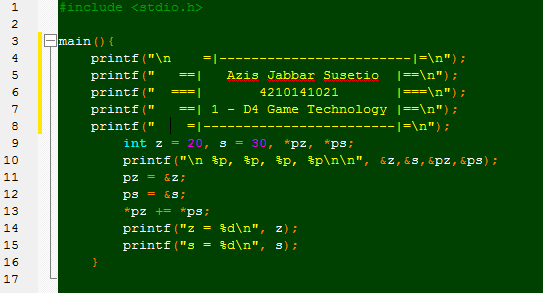 1 #include <stdio.h>
2
3 main(){
4 printf("\n =|------------------------|=\n");
5 printf(" ==| Azis Jabbar Susetio |==\n");
6 printf(" ===| 4210141021 |===\n");
7 printf(" ==| 1 - D4 Game Technology |==\n");
8 printf(" =|------------------------|=\n");
9 int z = 20, s = 30, *pz, *ps;
10 printf("\n %p, %p, %p, %p\n\n", &z,&s,&pz,&ps);
11 pz = &z;
12 ps = &s;
13 *pz += *ps;
14 printf("z = %d\n", z);
15 printf("s = %d\n", s);
16 }
17